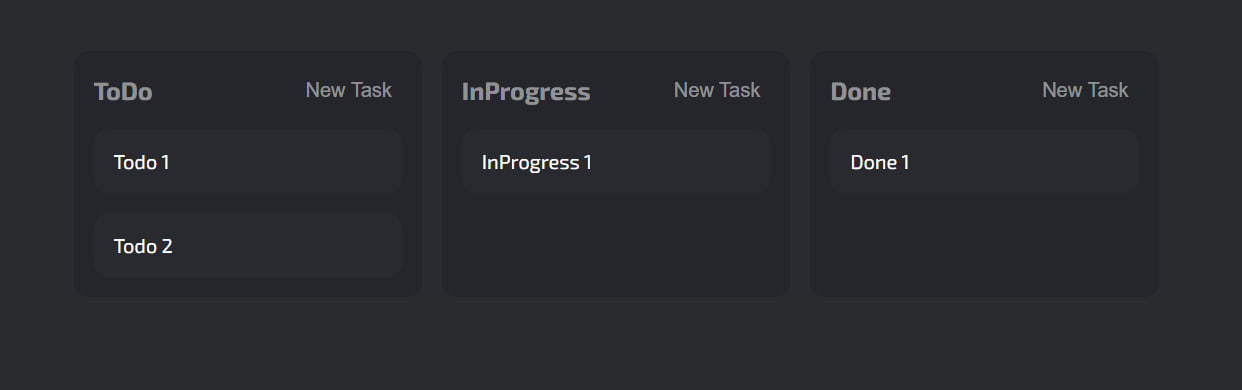 ToDo
New Task
Todo 1
Todo 2
InProgress
New Task
InProgress 1
Done
New Task
Done 1